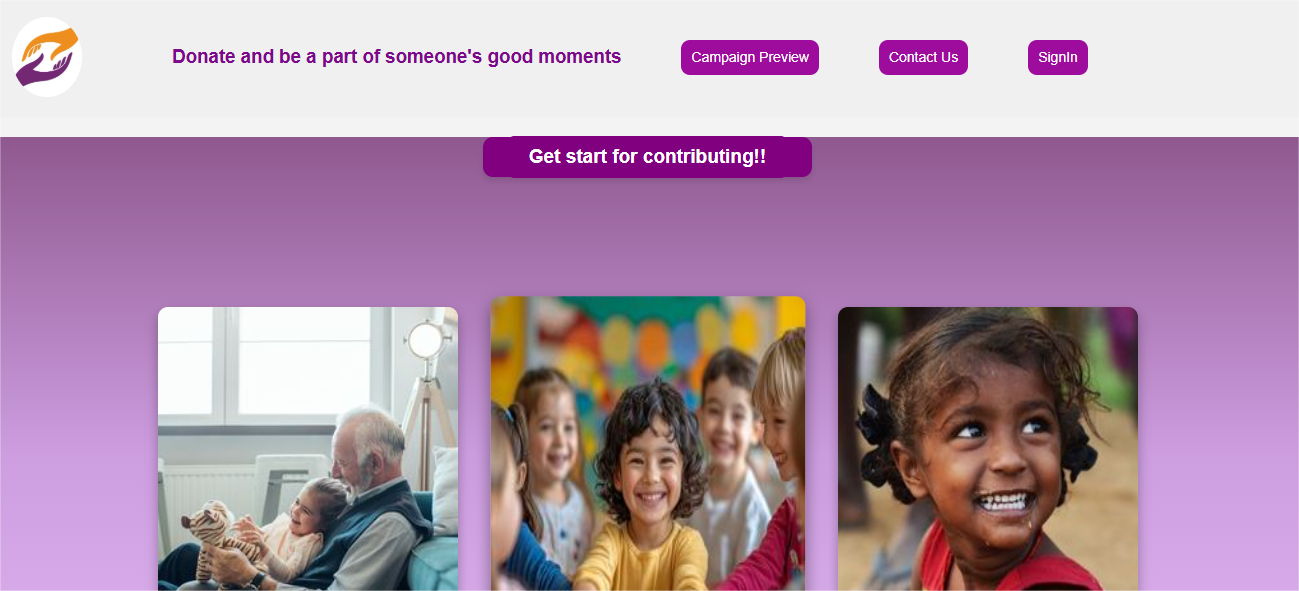 Donate and be a part of someone's good moments
Campaign Preview
Contact Us
SignIn
Get start for contributing!!